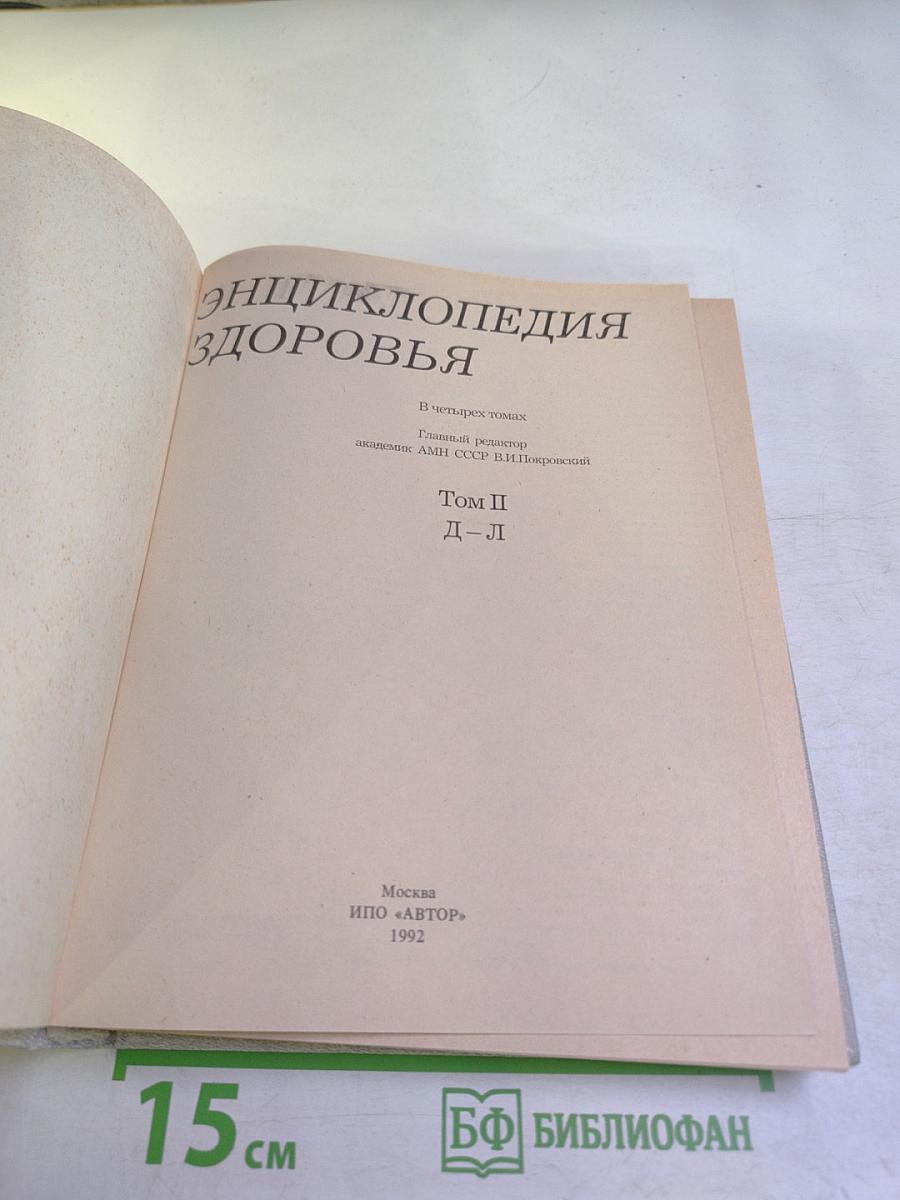 ЭНЦИКЛОПЕДИЯ
ЗДОРОВЬЯ
В четырех томах
Главный редактор
академик АМН СССР В.И.Покровский
Том II
Д – Л
Москва
ИПО «АВТОР»
1992
15 см
БФ БИБЛИОФАН